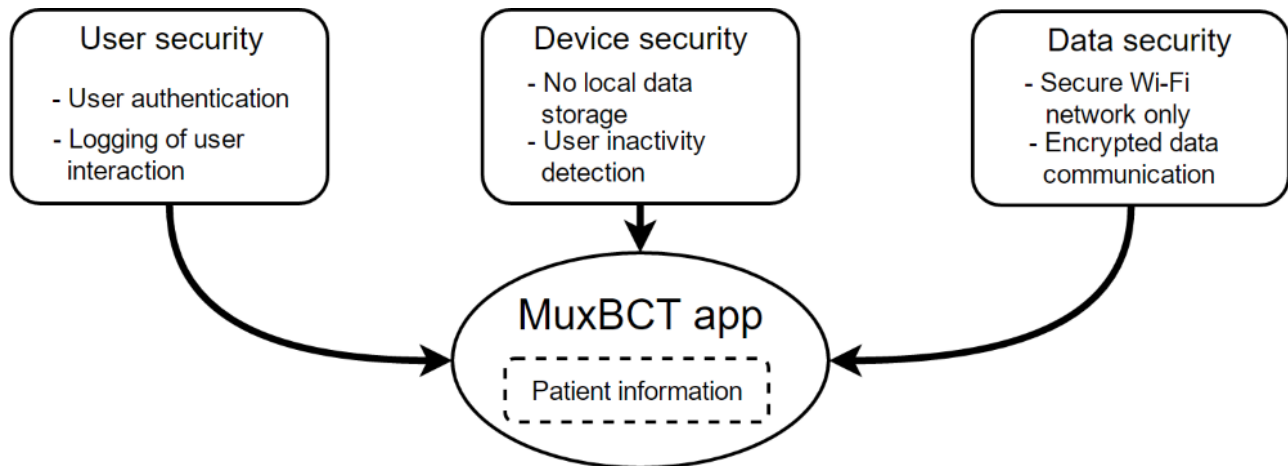 User security
- User authentication
- Logging of user
interaction
Device security
- No local data
storage
- User inactivity
detection
Data security
- Secure Wi-Fi
network only
- Encrypted data
communication
MuxBCT app
Patient information